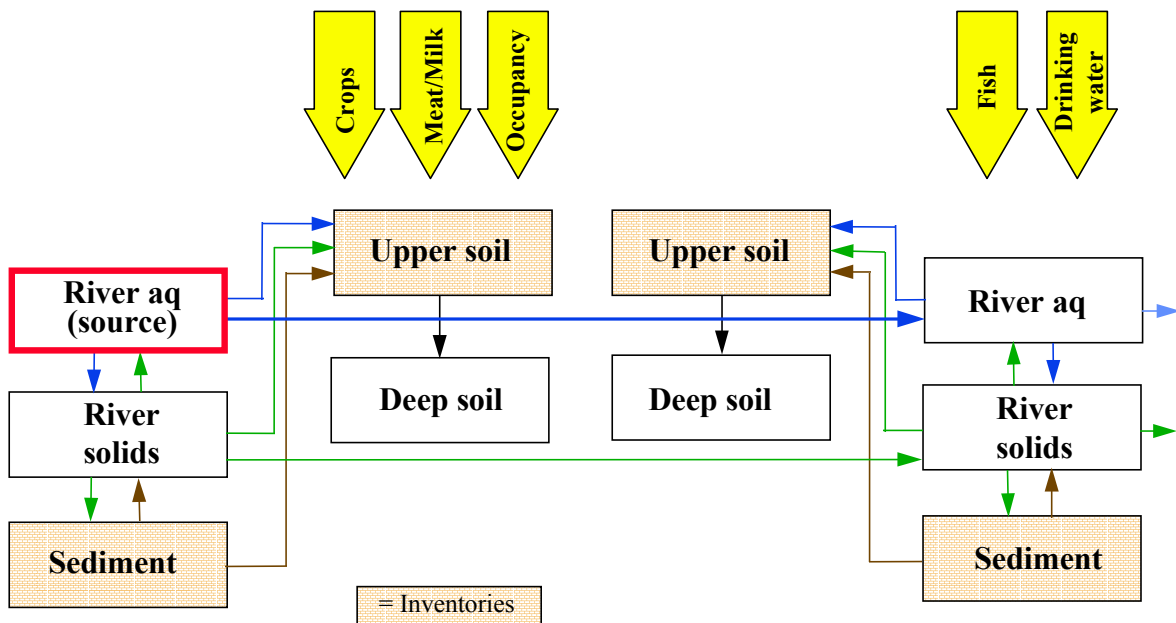 Crops
Meat/Milk
Occupancy
Fish
Drinking
water
Upper soil
Upper soil
River aq
(source)
River aq
Deep soil
Deep soil
River
solids
River
solids
Sediment
Sediment
= Inventories